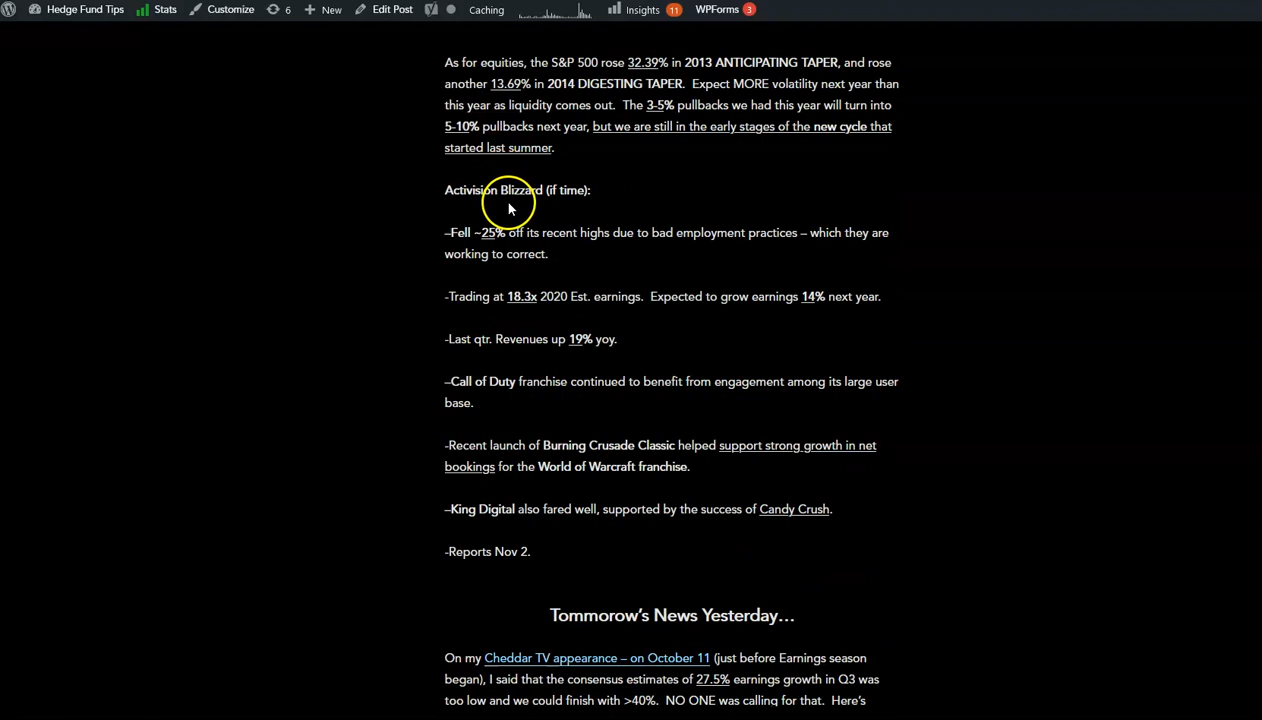 Hedge Fund Tips Stats Customize 6 New Edit Post Caching Insights 11 WPForms 3
As for equities, the S&P 500 rose 32.39% in 2013 ANTICIPATING TAPER, and rose
another 13.69% in 2014 DIGESTING TAPER. Expect MORE volatility next year than
this year as liquidity comes out. The 3-5% pullbacks we had this year will turn into
5-10% pullbacks next year, but we are still in the early stages of the new cycle that
started last summer.
Activision Blizzard (if time):
–Fell ~25% off its recent highs due to bad employment practices – which they are
working to correct.
-Trading at 18.3x 2020 Est. earnings. Expected to grow earnings 14% next year.
-Last qtr. Revenues up 19% yoy.
–Call of Duty franchise continued to benefit from engagement among its large user
base.
-Recent launch of Burning Crusade Classic helped support strong growth in net
bookings for the World of Warcraft franchise.
–King Digital also fared well, supported by the success of Candy Crush.
-Reports Nov 2.
Tommorow's News Yesterday…
On my Cheddar TV appearance – on October 11 (just before Earnings season
began), I said that the consensus estimates of 27.5% earnings growth in Q3 was
too low and we could finish with >40%. NO ONE was calling for that. Here's